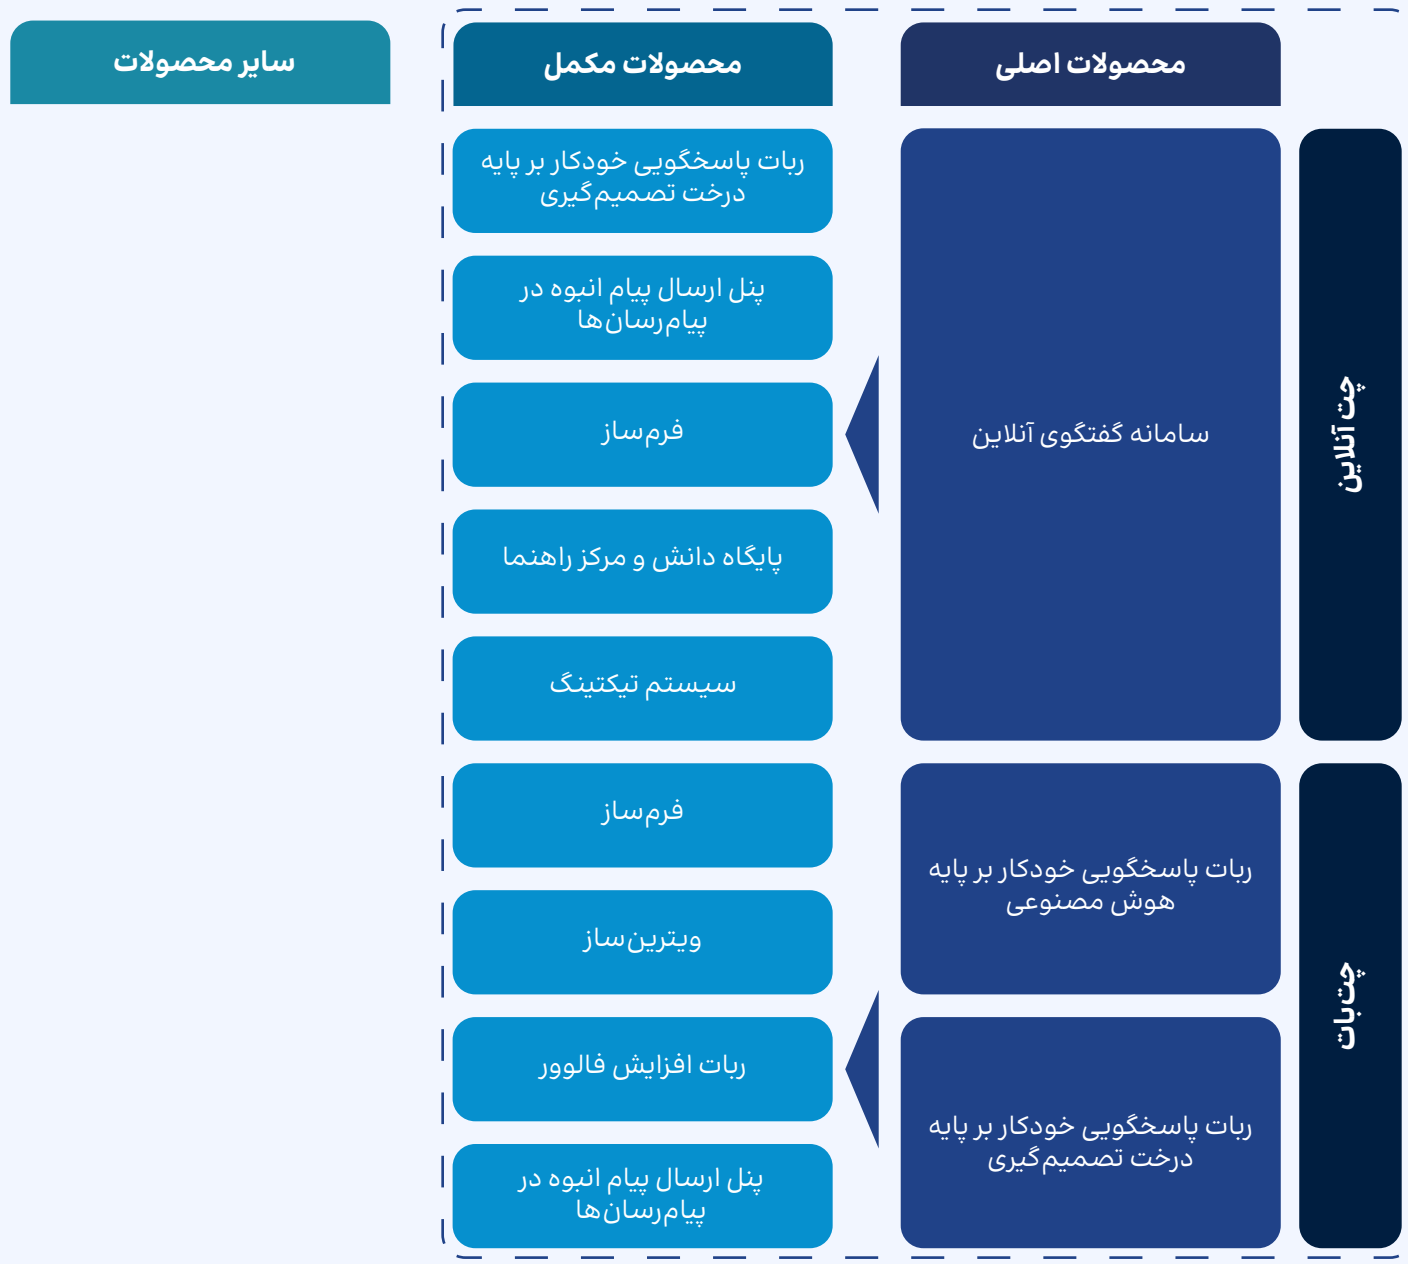 محصولات اصلی
محصولات مکمل
سایر محصولات
چت آنلاین
سامانه گفتگوی آنلاین
ربات پاسخگویی خودکار بر پایه
درخت تصمیم‌گیری
پنل ارسال پیام انبوه در
پیام‌رسان‌ها
فرم‌ساز
پایگاه دانش و مرکز راهنما
سیستم تیکتینگ
چت‌بات
ربات پاسخگویی خودکار بر پایه
هوش مصنوعی
ربات پاسخگویی خودکار بر پایه
درخت تصمیم‌گیری
فرم‌ساز
ویترین‌ساز
ربات افزایش فالوور
پنل ارسال پیام انبوه در
پیام‌رسان‌ها